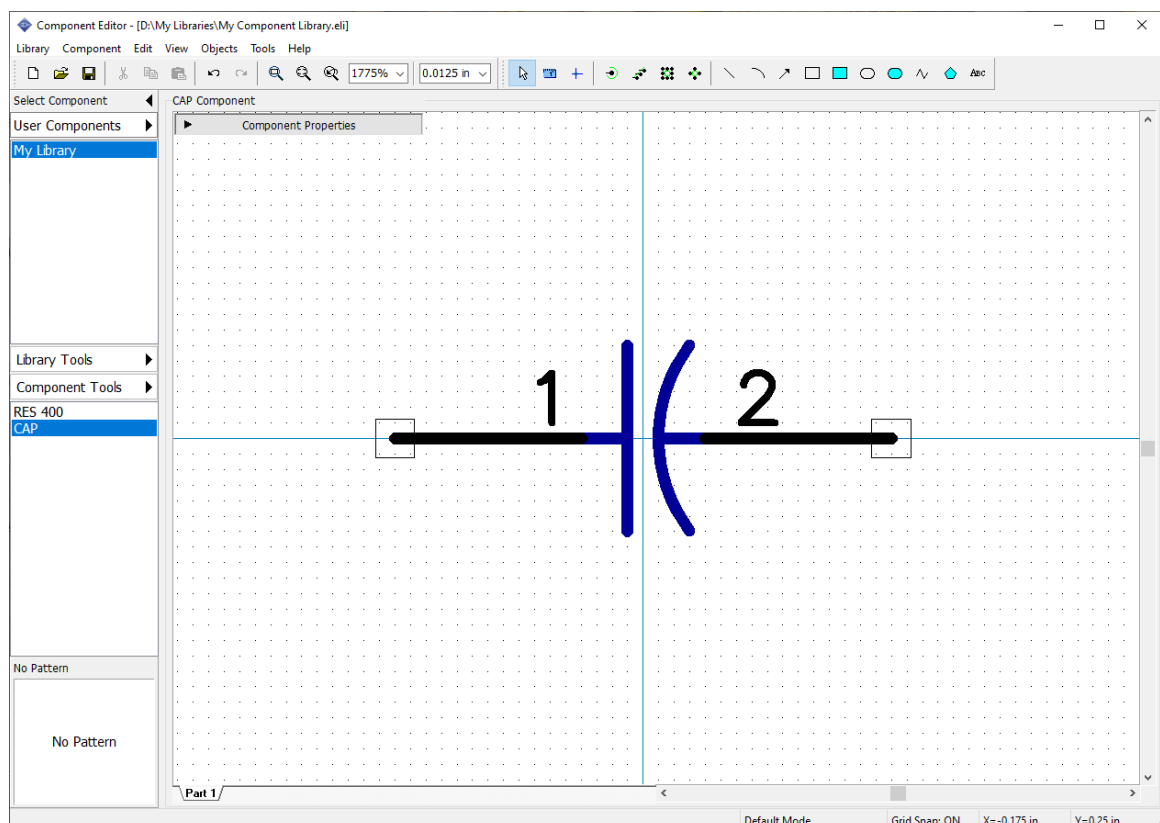 Component Editor - [D:\My Libraries\My Component Library.eli]
Library Component Edit View Objects Tools Help
1775% 0.0125 in ABC
Select Component
CAP Component
User Components
Component Properties
My Library
1 2
Library Tools
Component Tools
RES 400
CAP
No Pattern
No Pattern
Part 1
Default Mode Grid Snap: ON X=-0.175 in Y=0.25 in